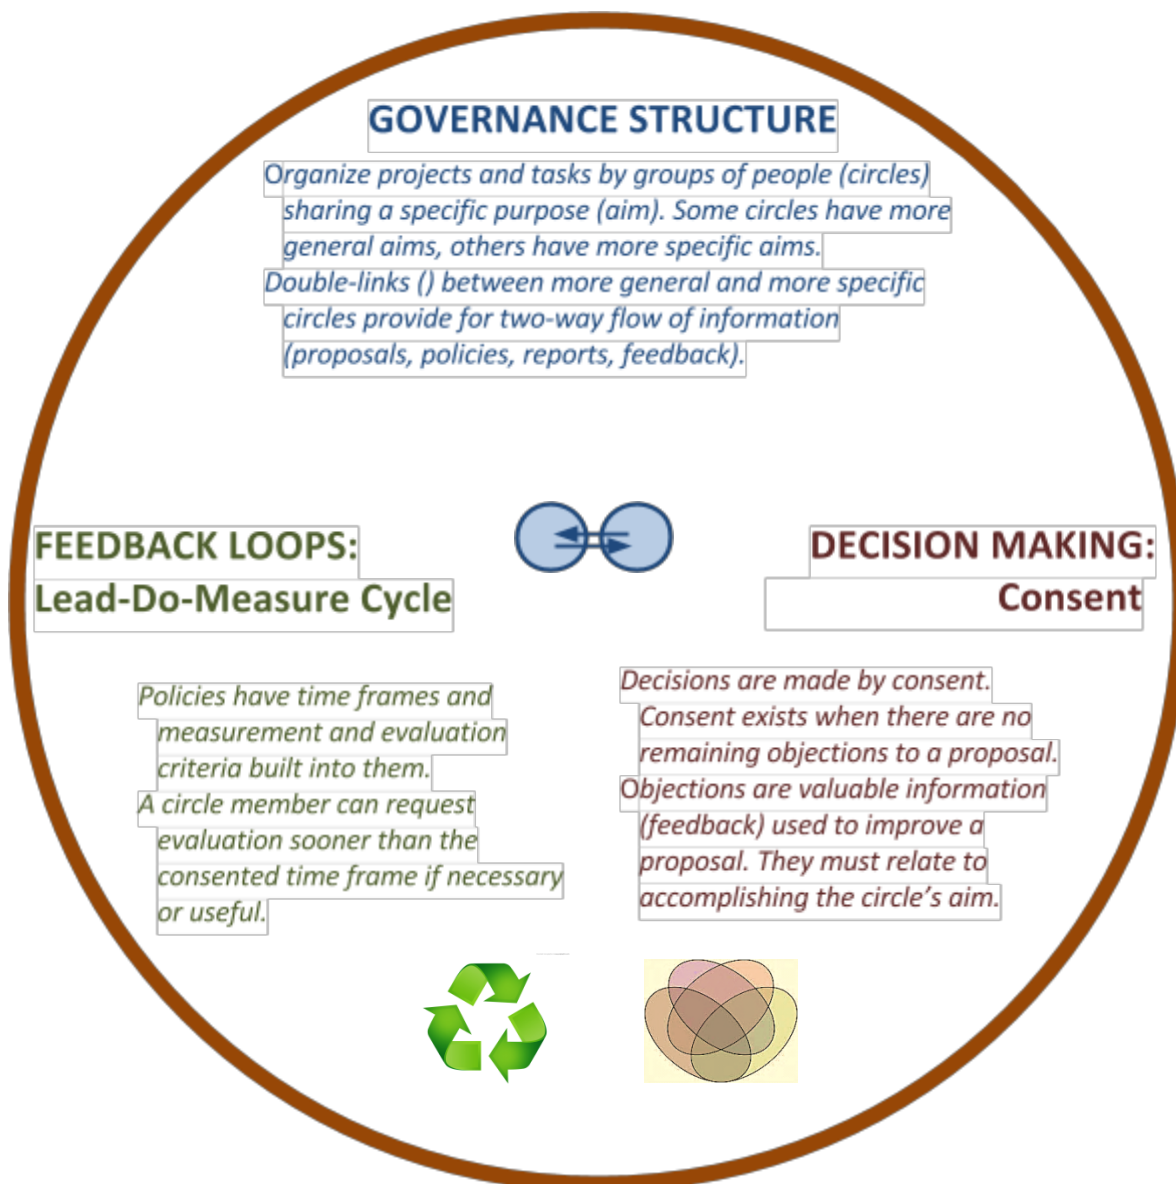 GOVERNANCE STRUCTURE
Organize projects and tasks by groups of people (circles)
sharing a specific purpose (aim). Some circles have more
general aims, others have more specific aims.
Double-links () between more general and more specific
circles provide for two-way flow of information
(proposals, policies, reports, feedback).
FEEDBACK LOOPS:
Lead-Do-Measure Cycle
DECISION MAKING:
Consent
Policies have time frames and
measurement and evaluation
criteria built into them.
A circle member can request
evaluation sooner than the
consented time frame if necessary
or useful.
Decisions are made by consent.
Consent exists when there are no
remaining objections to a proposal.
Objections are valuable information
(feedback) used to improve a
proposal. They must relate to
accomplishing the circle’s aim.